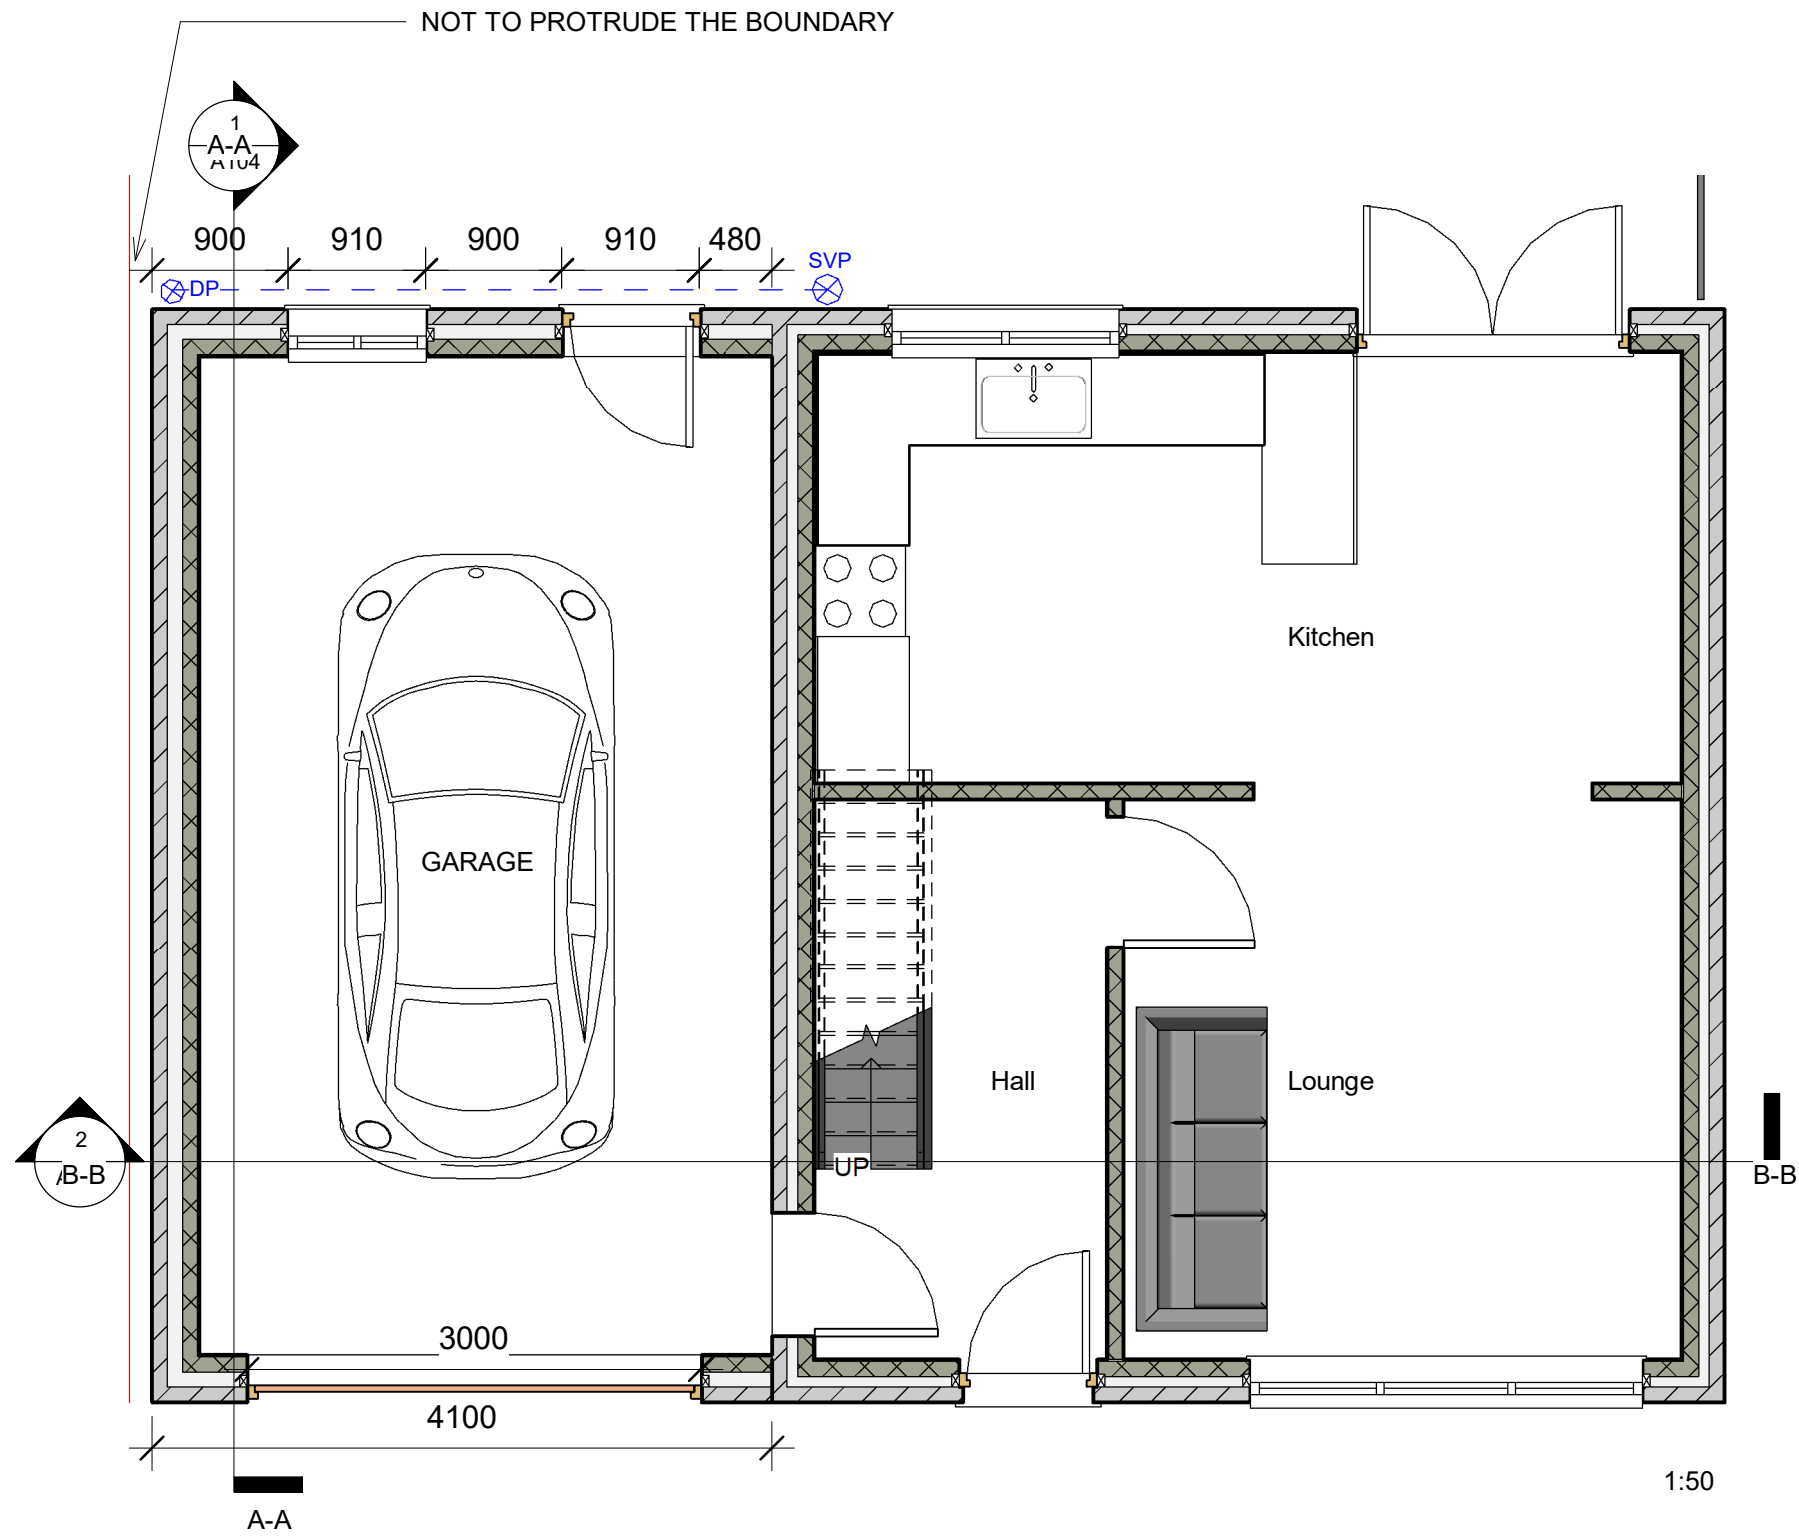 NOT TO PROTRUDE THE BOUNDARY
1
A-A
A104
900 910 900 910 480
SVP
DP
Kitchen
GARAGE
Hall
Lounge
2
B-B
UP
B-B
3000
4100
1:50
A-A